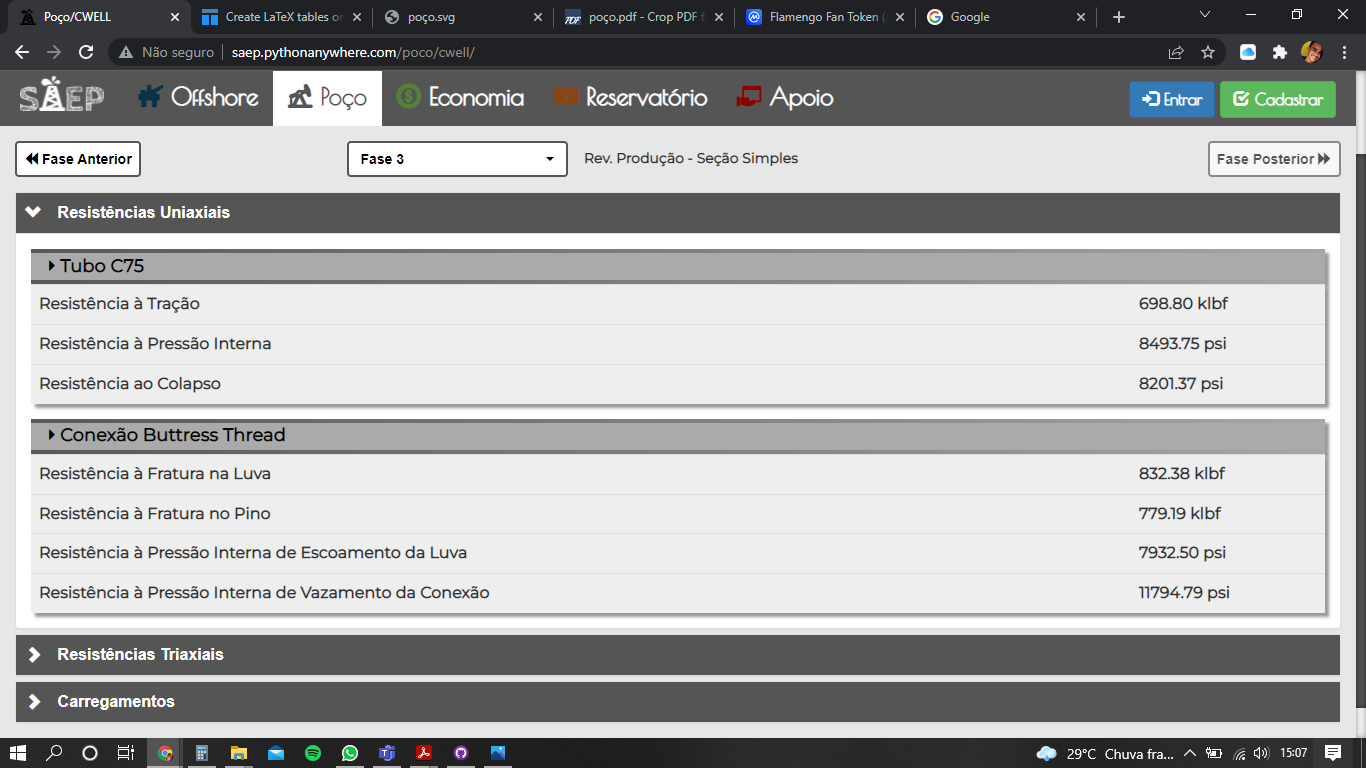 Poço/CWELL
Create LaTeX tables or
poço.svg
poço.pdf - Crop PDF f
Flamengo Fan Token (
Google
Não seguro
saep.pythonanywhere.com/poco/cwell/
SAEP
Offshore
Poço
Economia
Reservatório
Apoio
Entrar
Cadastrar
Fase Anterior
Fase 3
Rev. Produção - Seção Simples
Fase Posterior
Resistências Uniaxiais
Tubo C75
Resistência à Tração 698.80 klbf
Resistência à Pressão Interna 8493.75 psi
Resistência ao Colapso 8201.37 psi
Conexão Buttress Thread
Resistência à Fratura na Luva 832.38 klbf
Resistência à Fratura no Pino 779.19 klbf
Resistência à Pressão Interna de Escoamento da Luva 7932.50 psi
Resistência à Pressão Interna de Vazamento da Conexão 11794.79 psi
Resistências Triaxiais
Carregamentos
29°C Chuva fra... 15:07